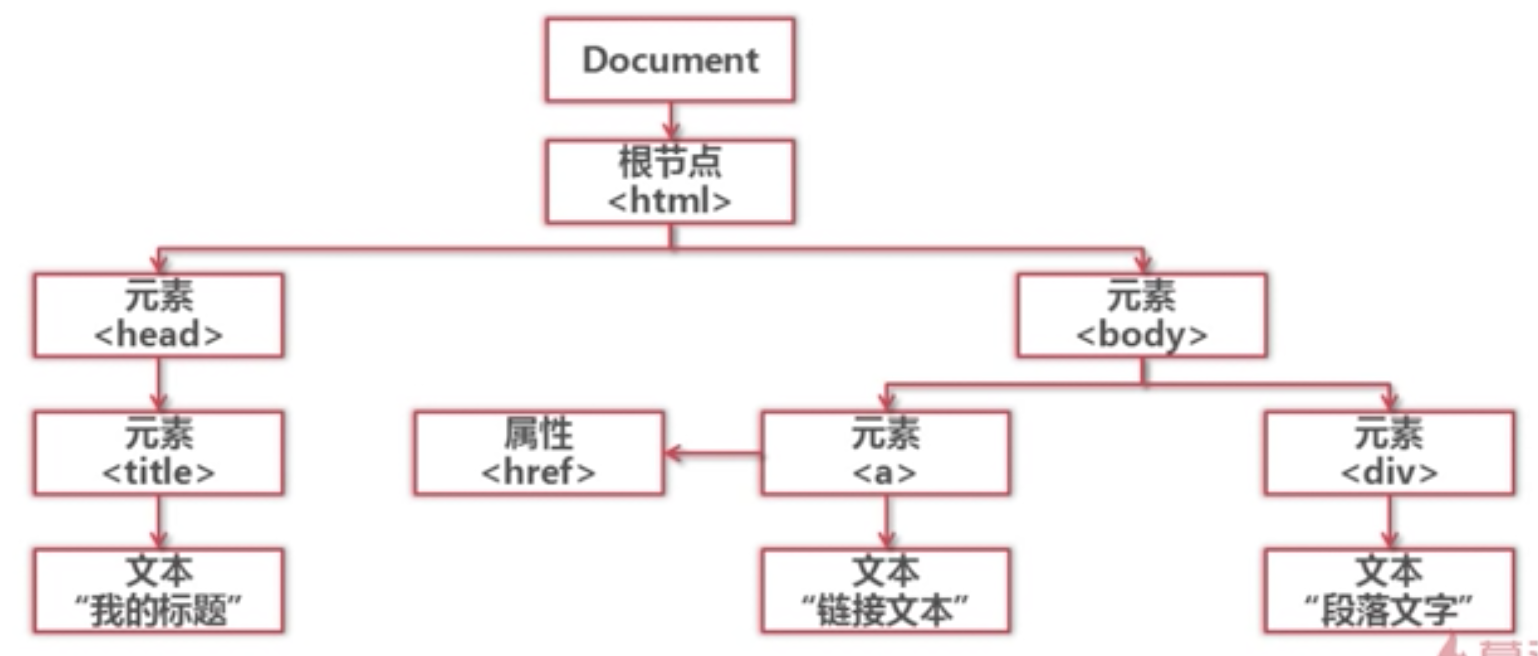 Document
根节点
<html>
元素
<head>
元素
<body>
元素
<title>
属性
<href>
元素
<a>
元素
<div>
文本
“我的标题”
文本
“链接文本”
文本
“段落文字”